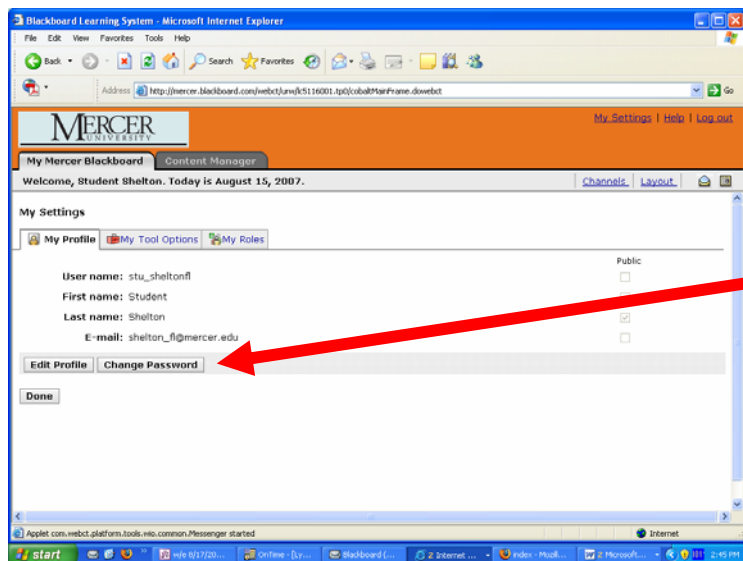 Blackboard Learning System - Microsoft Internet Explorer
File Edit View Favorites Tools Help
Back Search Favorites
Address http://mercer.blackboard.com/webct/urw/lc5116001.tp0/cobaltMainFrame.dowebct Go
MERCER
UNIVERSITY
My Settings | Help | Log out
My Mercer Blackboard Content Manager
Welcome, Student Shelton. Today is August 15, 2007. Channels Layout
My Settings
My Profile My Tool Options My Roles
Public
User name: stu_sheltonfl
First name: Student
Last name: Shelton
E-mail: shelton_fl@mercer.edu
Edit Profile Change Password
Done
Applet com.webct.platform.tools.wio.common.Messenger started Internet
start w/e 8/17/20... OnTime - [Ly... Blackboard (... 2 Internet ... index - Mozill... 2 Microsoft... 2:45 PM